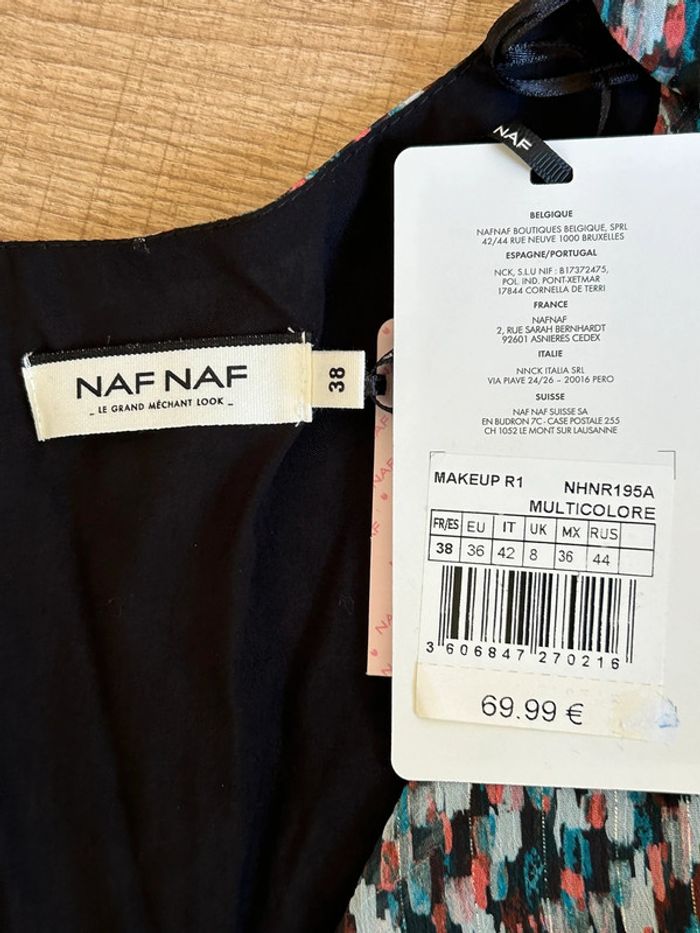 NAF
BELGIQUE
NAFNAF BOUTIQUES BELGIQUE, SPRL
42/44 RUE NEUVE 1000 BRUXELLES
ESPAGNE/PORTUGAL
NCK, S.L.U NIF : B17372475,
POL. IND. PONT-XETMAR
17844 CORNELLA DE TERRI
FRANCE
NAFNAF
2, RUE SARAH BERNHARDT
92601 ASNIERES CEDEX
ITALIE
NNCK ITALIA SRL
VIA PIAVE 24/26 – 20016 PERO
SUISSE
NAF NAF SUISSE SA
EN BUDRON 7C - CASE POSTALE 255
CH 1052 LE MONT SUR LAUSANNE
NAF NAF
_ LE GRAND MÉCHANT LOOK _
38
MAKEUP R1 NHNR195A
MULTICOLORE
FR/ES EU IT UK MX RUS
38 36 42 8 36 44
3 606847 270216
69.99 €